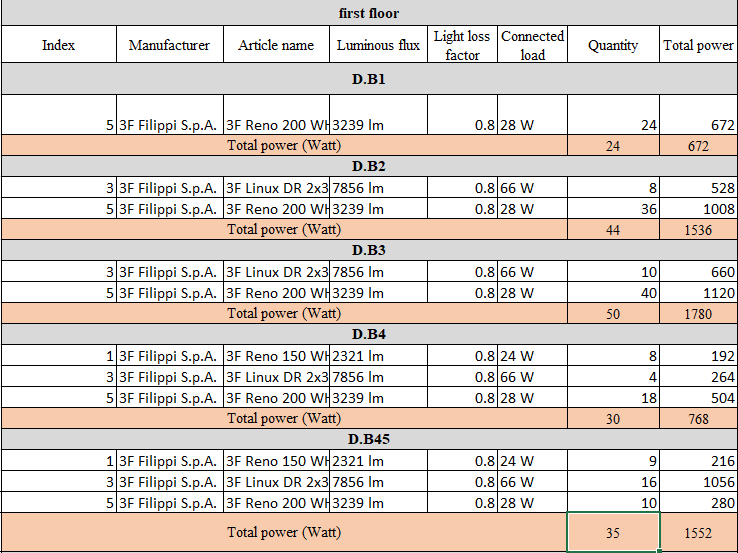 first floor
Index Manufacturer Article name Luminous flux Light loss factor Connected load Quantity Total power
D.B1
5 3F Filippi S.p.A. 3F Reno 200 WH 3239 lm 0.8 28 W 24 672
Total power (Watt) 24 672
D.B2
3 3F Filippi S.p.A. 3F Linux DR 2x3 7856 lm 0.8 66 W 8 528
5 3F Filippi S.p.A. 3F Reno 200 WH 3239 lm 0.8 28 W 36 1008
Total power (Watt) 44 1536
D.B3
3 3F Filippi S.p.A. 3F Linux DR 2x3 7856 lm 0.8 66 W 10 660
5 3F Filippi S.p.A. 3F Reno 200 WH 3239 lm 0.8 28 W 40 1120
Total power (Watt) 50 1780
D.B4
1 3F Filippi S.p.A. 3F Reno 150 WH 2321 lm 0.8 24 W 8 192
3 3F Filippi S.p.A. 3F Linux DR 2x3 7856 lm 0.8 66 W 4 264
5 3F Filippi S.p.A. 3F Reno 200 WH 3239 lm 0.8 28 W 18 504
Total power (Watt) 30 768
D.B45
1 3F Filippi S.p.A. 3F Reno 150 WH 2321 lm 0.8 24 W 9 216
3 3F Filippi S.p.A. 3F Linux DR 2x3 7856 lm 0.8 66 W 16 1056
5 3F Filippi S.p.A. 3F Reno 200 WH 3239 lm 0.8 28 W 10 280
Total power (Watt) 35 1552